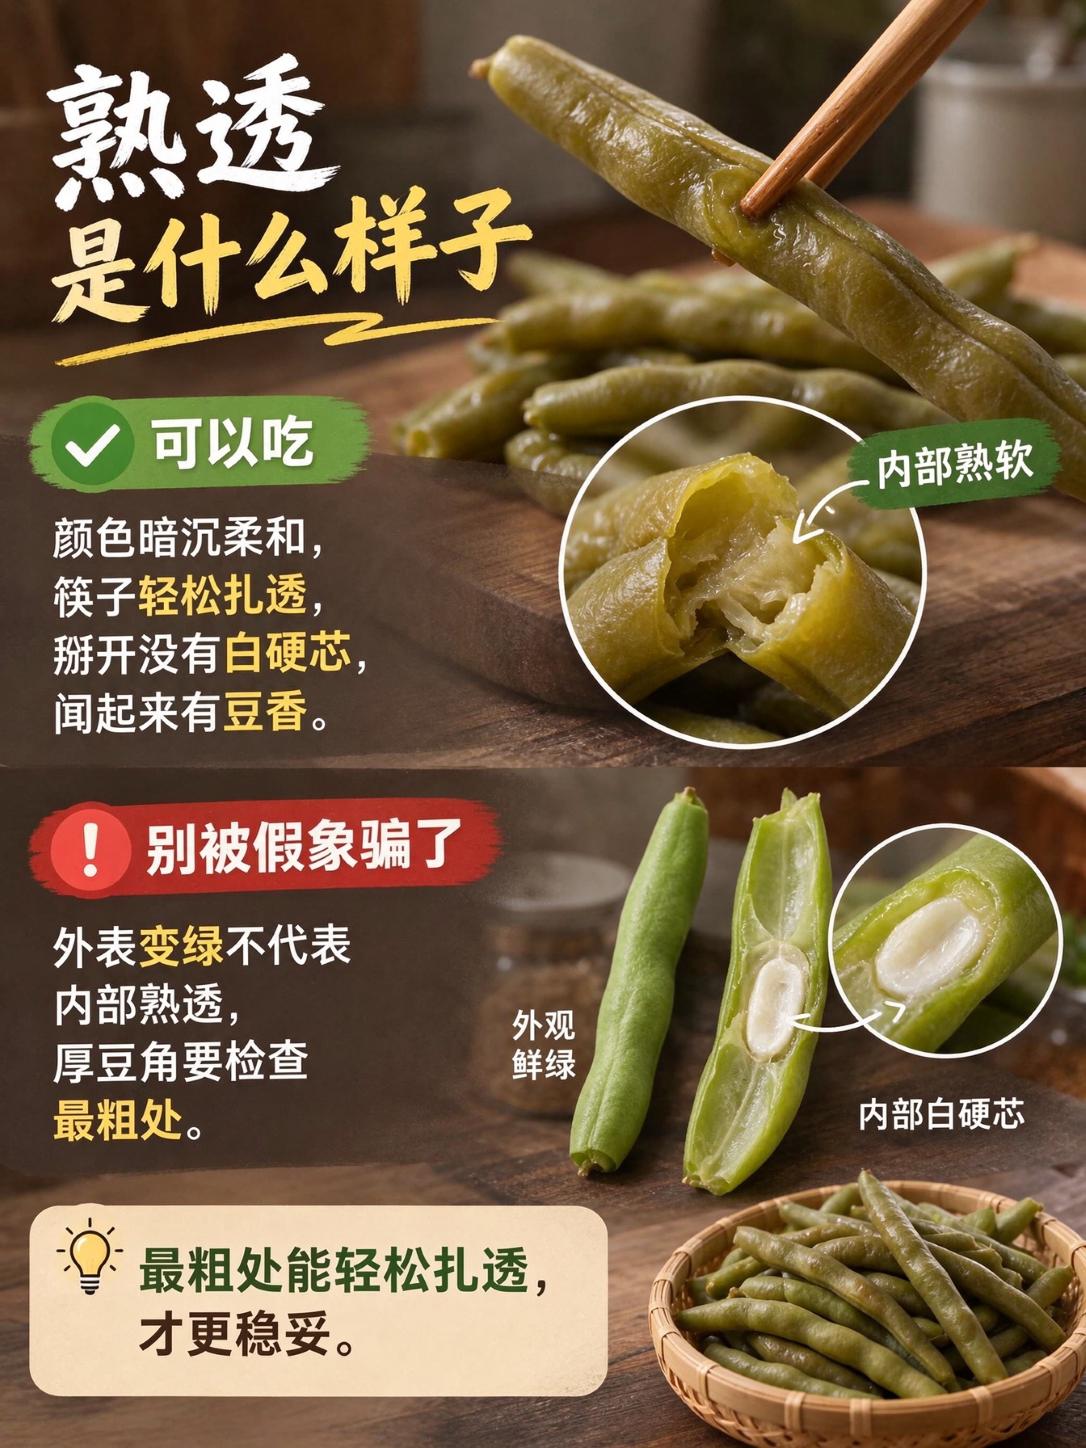 熟透
是什么样子
可以吃
颜色暗沉柔和，
筷子轻松扎透，
掰开没有白硬芯，
闻起来有豆香。
内部熟软
别被假象骗了
外表变绿不代表
内部熟透，
厚豆角要检查
最粗处。
外观
鲜绿
内部白硬芯
最粗处能轻松扎透，
才更稳妥。